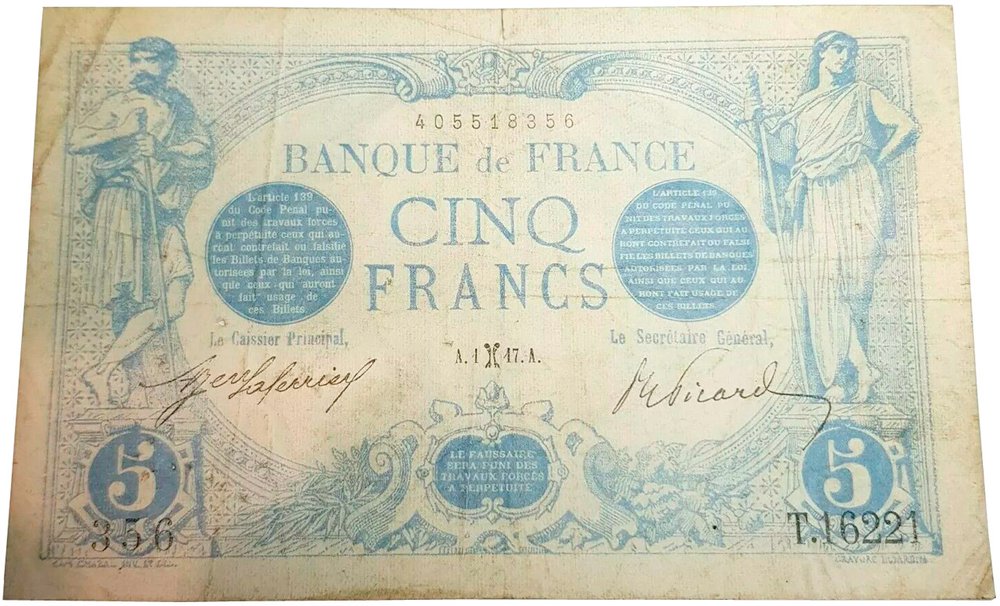 405518356
BANQUE de FRANCE
CINQ
FRANCS
L'article 139
du Code Pénal pu-
nit des travaux forcés
à perpétuité ceux qui au-
ront contrefait ou falsifié
les Billets de Banques au-
torisées par la loi, ainsi
que ceux qui auront
fait usage de
ces Billets.
L'ARTICLE 139
DU CODE PENAL PU-
NIT DES TRAVAUX FORCÉS
A PERPÉTUITÉ CEUX QUI AU
RONT CONTREFAIT OU FALSI
FIÉ LES BILLETS DE BANQUES
AUTORISÉES PAR LA LOI
AINSI QUE CEUX QUI AU-
RONT FAIT USAGE DE
CES BILLETS.
Le Caissier Principal,
Le Secrétaire Général,
A.1 47.A.
Picard
5
5
LE FAUSSAIRE
SERA PUNI DES
TRAVAUX FORCÉS
A PERPÉTUITÉ.
356
T.16221